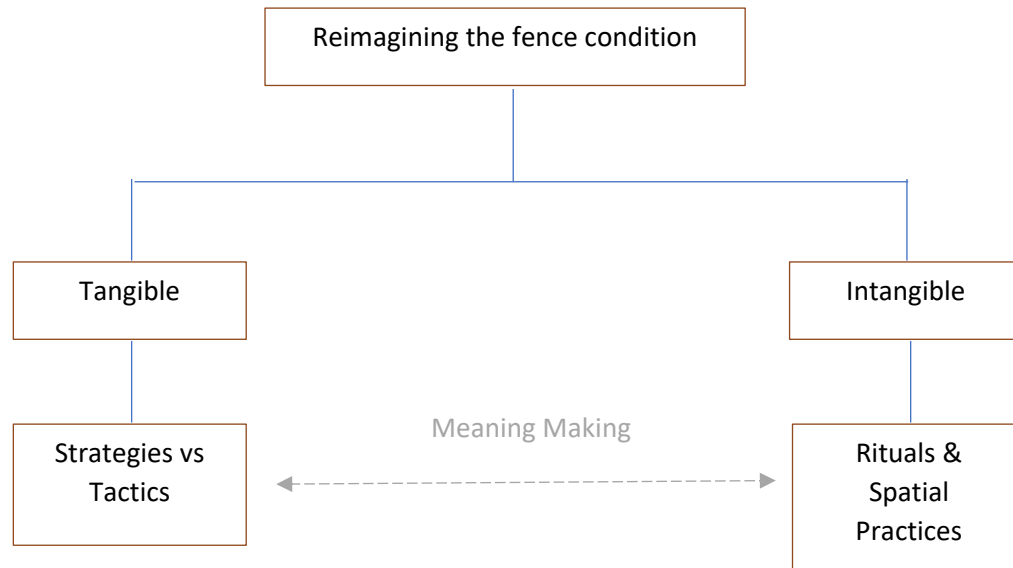 Reimagining the fence condition
Tangible
Intangible
Meaning Making
Strategies vs
Tactics
Rituals &
Spatial
Practices